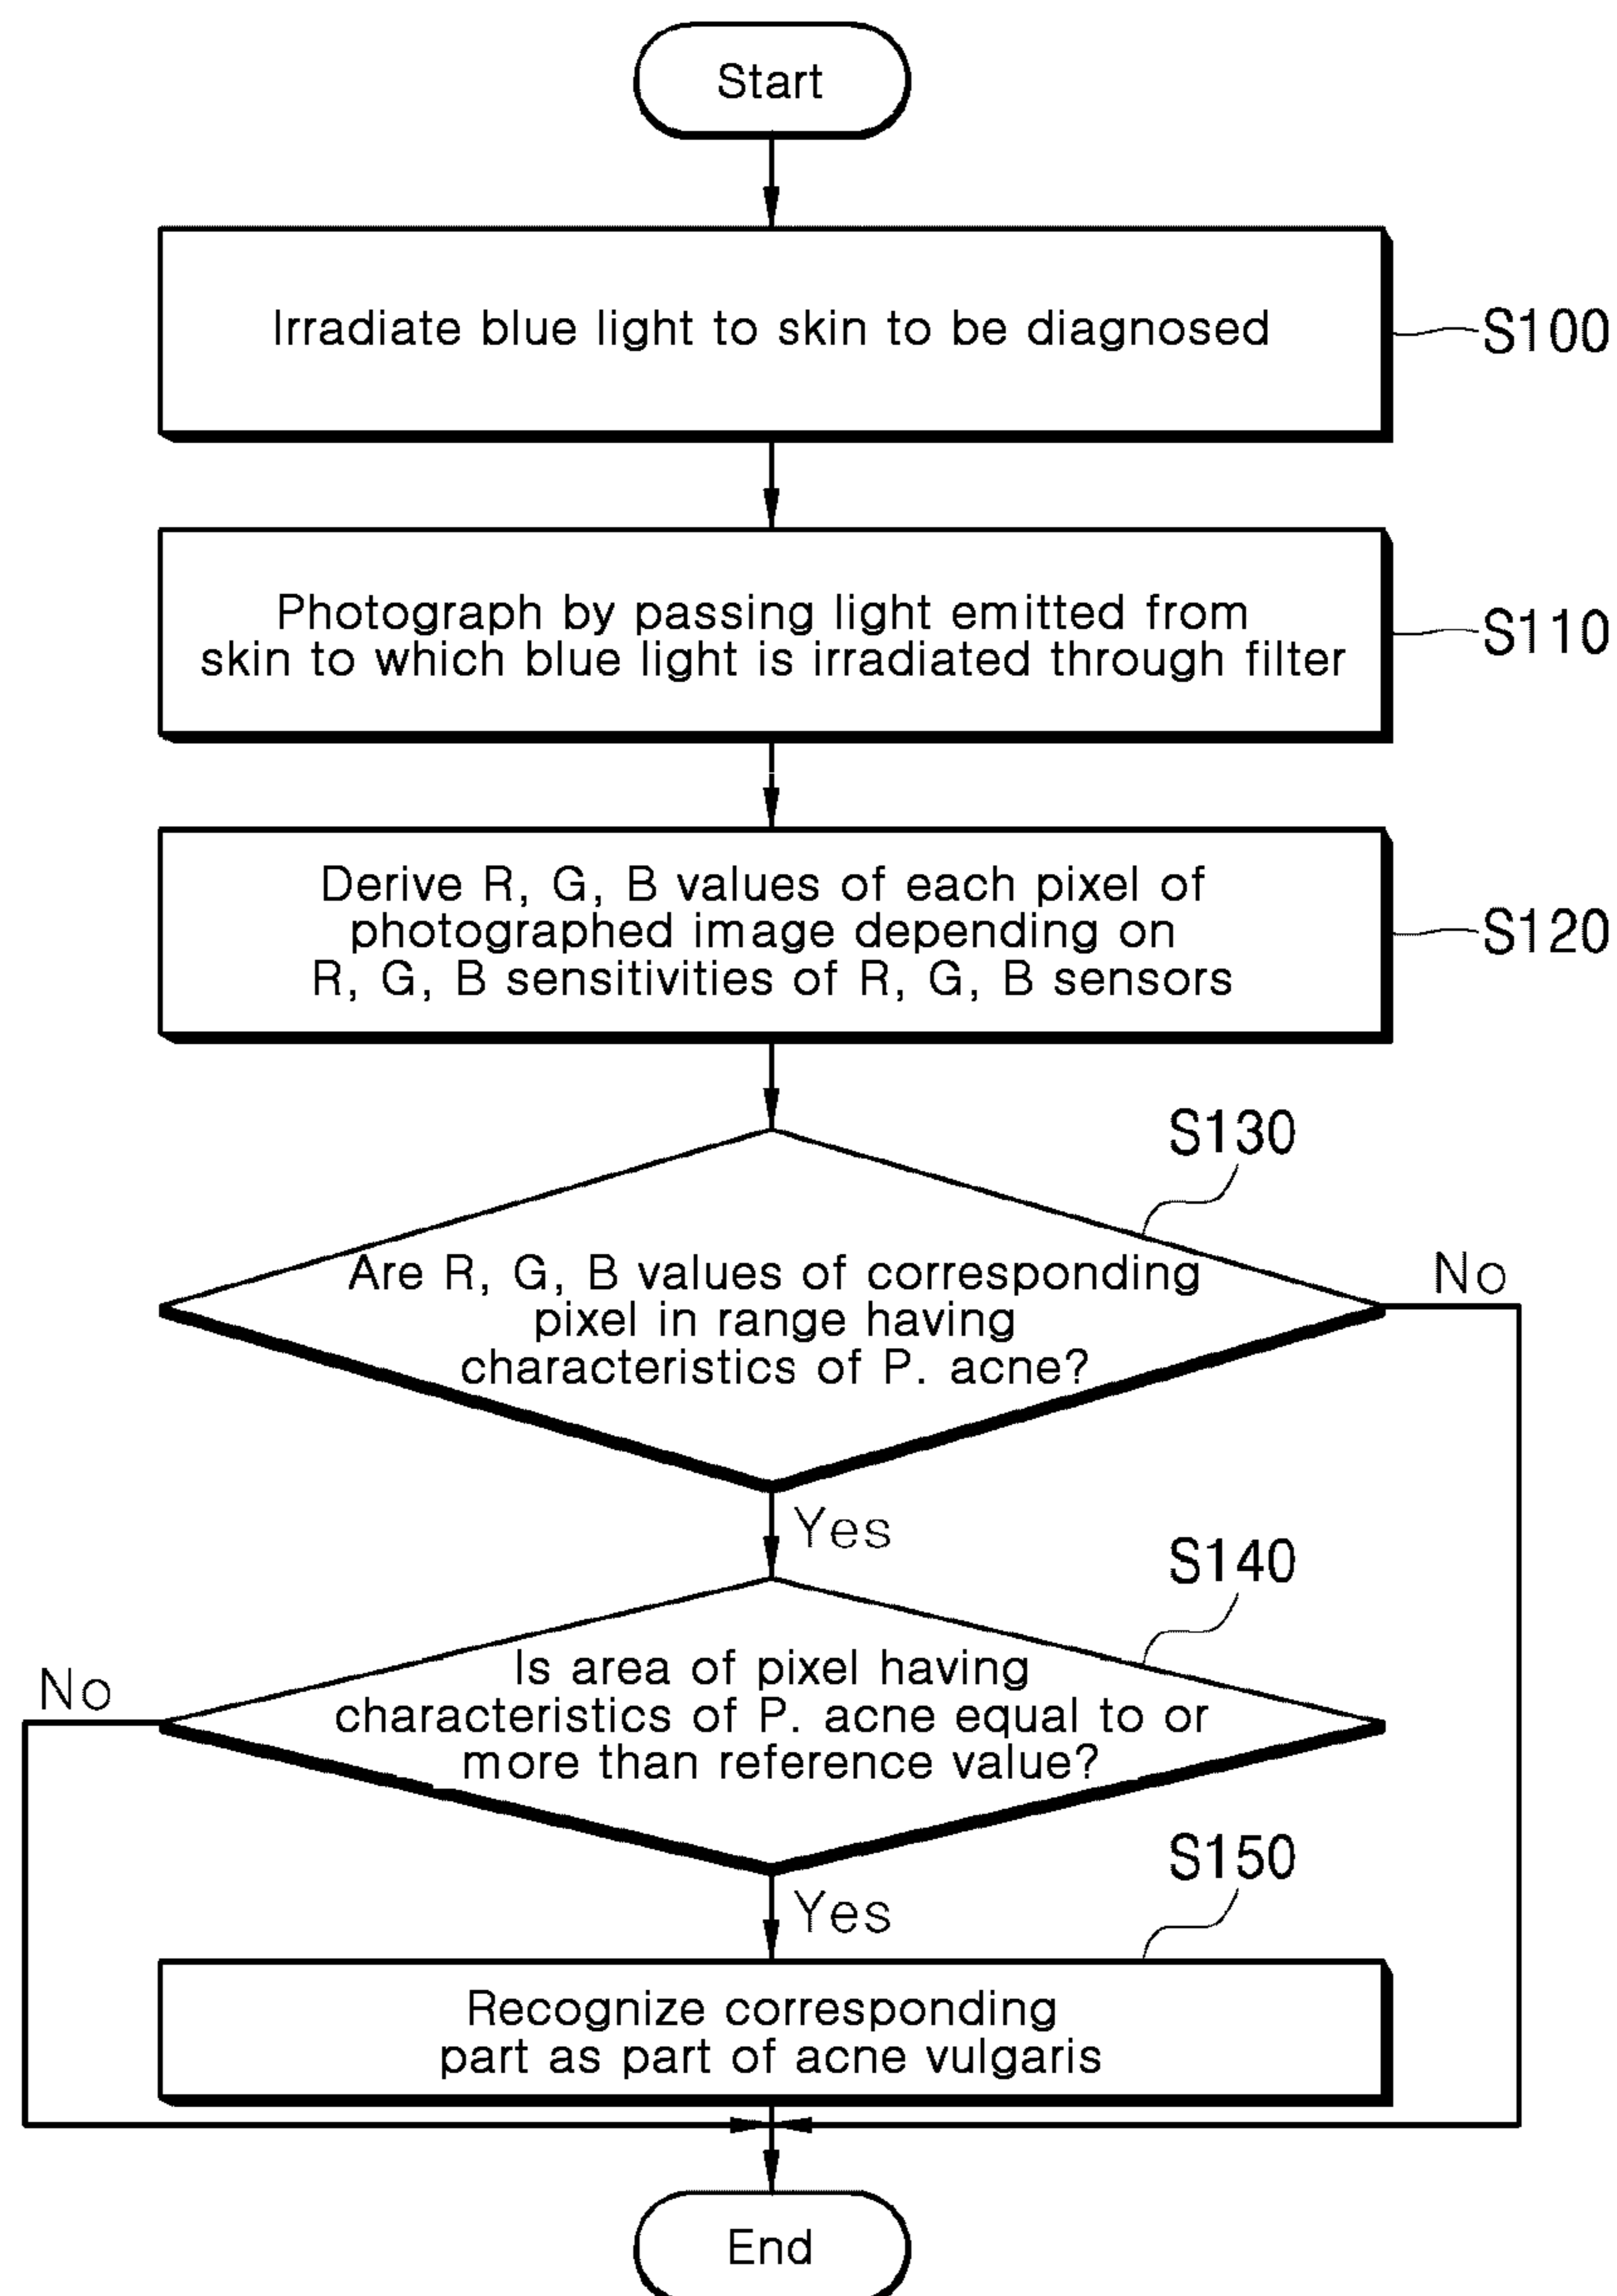 Start
Irradiate blue light to skin to be diagnosed
S100
Photograph by passing light emitted from
skin to which blue light is irradiated through filter
S110
Derive R, G, B values of each pixel of
photographed image depending on
R, G, B sensitivities of R, G, B sensors
S120
S130
Are R, G, B values of corresponding
pixel in range having
characteristics of P. acne?
No
Yes
S140
Is area of pixel having
characteristics of P. acne equal to or
more than reference value?
No
Yes
S150
Recognize corresponding
part as part of acne vulgaris
End